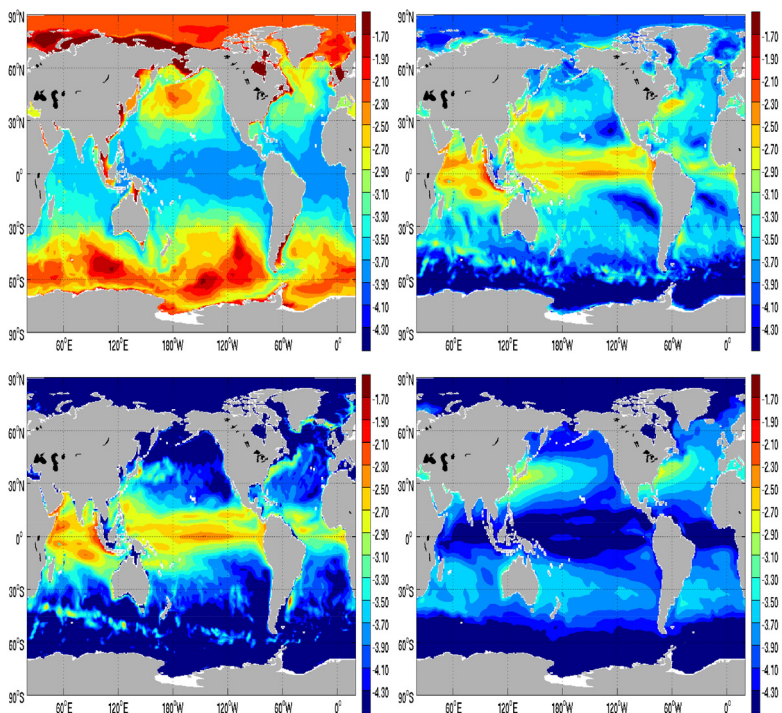 90°N
60°N
30°N
0°
30°S
60°S
90°S
60°E
120°E
180°W
120°W
60°W
0°
-1.70
-1.90
-2.10
-2.30
-2.50
-2.70
-2.90
-3.10
-3.30
-3.50
-3.70
-3.90
-4.10
-4.30
90°N
60°N
30°N
0°
30°S
60°S
90°S
60°E
120°E
180°W
120°W
60°W
0°
-1.70
-1.90
-2.10
-2.30
-2.50
-2.70
-2.90
-3.10
-3.30
-3.50
-3.70
-3.90
-4.10
-4.30
90°N
60°N
30°N
0°
30°S
60°S
90°S
60°E
120°E
180°W
120°W
60°W
0°
-1.70
-1.90
-2.10
-2.30
-2.50
-2.70
-2.90
-3.10
-3.30
-3.50
-3.70
-3.90
-4.10
-4.30
90°N
60°N
30°N
0°
30°S
60°S
90°S
60°E
120°E
180°W
120°W
60°W
0°
-1.70
-1.90
-2.10
-2.30
-2.50
-2.70
-2.90
-3.10
-3.30
-3.50
-3.70
-3.90
-4.10
-4.30